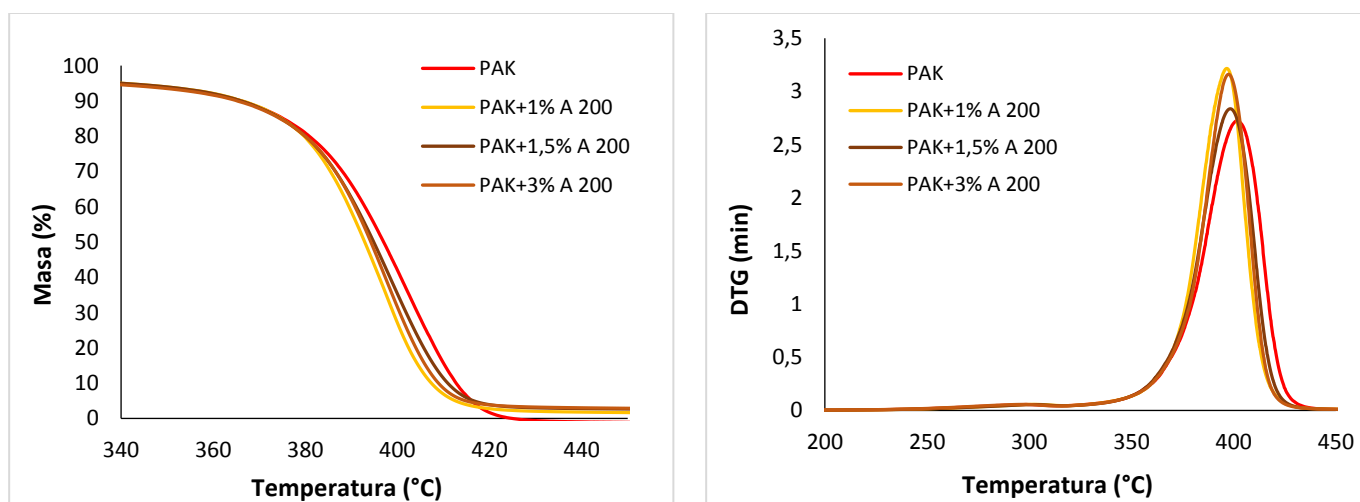 100
90
80
70
60
50
40
30
20
10
0
Masa (%)
PAK
PAK+1% A 200
PAK+1,5% A 200
PAK+3% A 200
340 360 380 400 420 440
Temperatura (°C)
3,5
3
2,5
2
1,5
1
0,5
0
DTG (min)
PAK
PAK+1% A 200
PAK+1,5% A 200
PAK+3% A 200
200 250 300 350 400 450
Temperatura (°C)